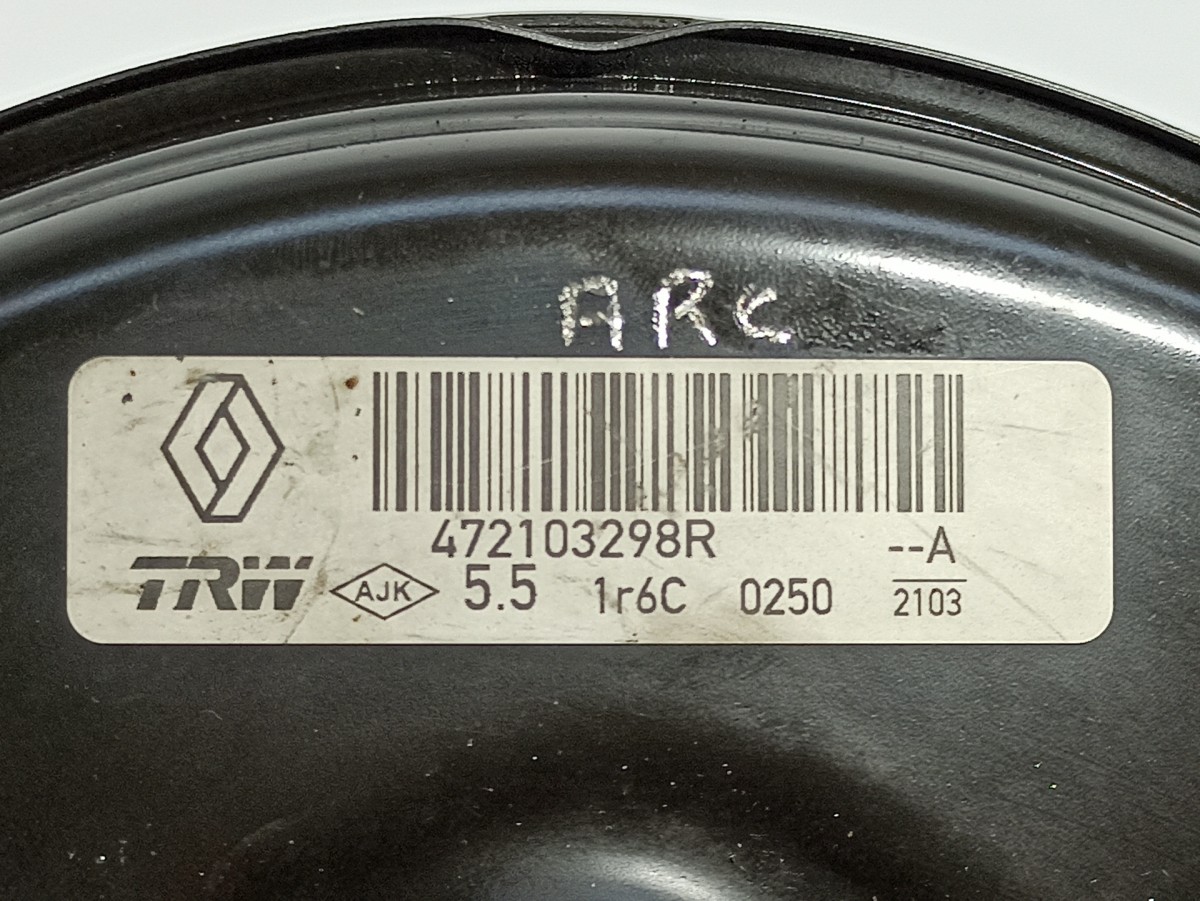 ARC
472103298R --A
TRW AJK 5.5 1r6C 0250 2103